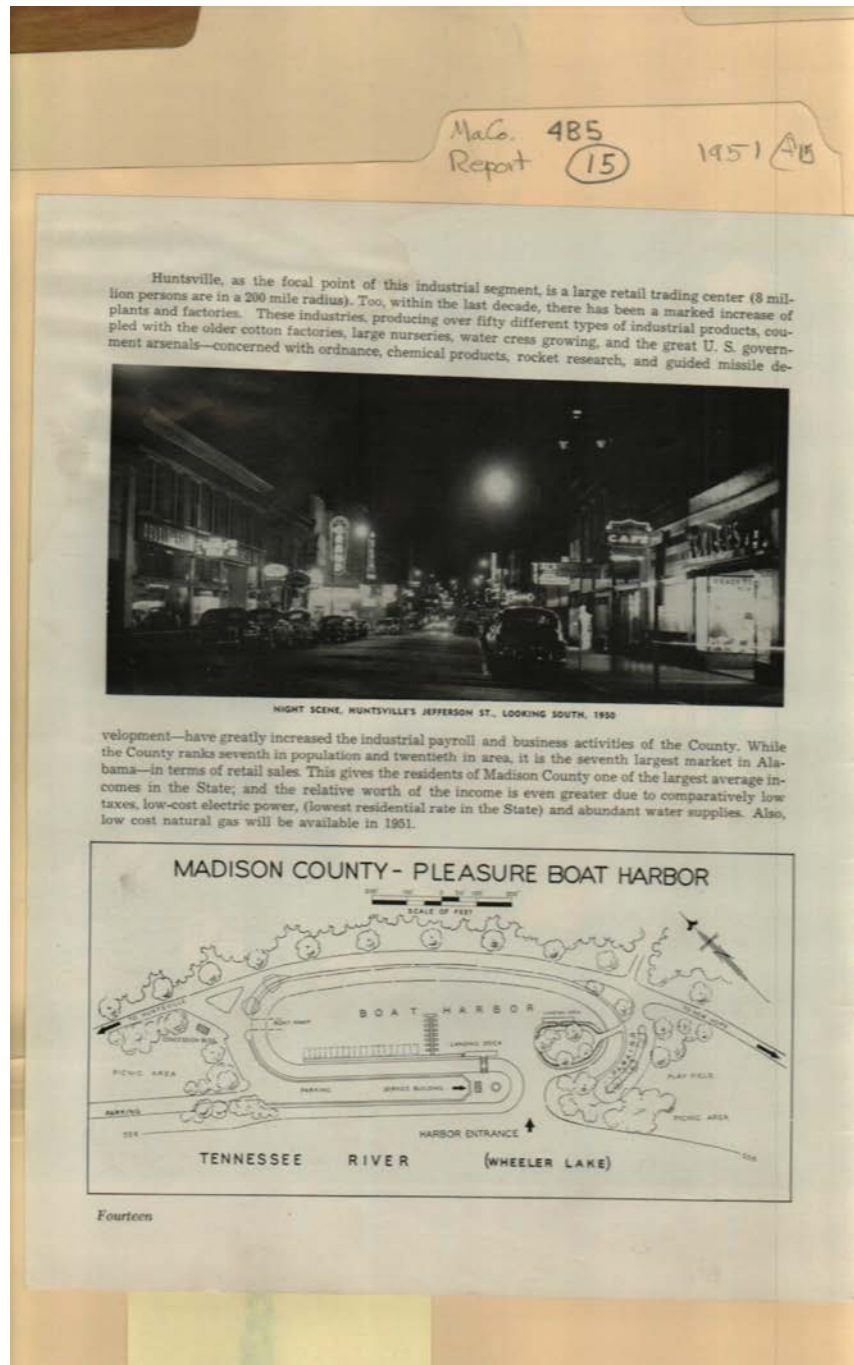 MaCo. 485
Report (15) 1951
Huntsville, as the focal point of this industrial segment, is a large retail trading center (8 mil-
lion persons are in a 200 mile radius). Too, within the last decade, there has been a marked increase of
plants and factories. These industries, producing over fifty different types of industrial products, cou-
pled with the older cotton factories, large nurseries, water cress growing, and the great U. S. govern-
ment arsenals—concerned with ordnance, chemical products, rocket research, and guided missile de-
CAFE
NIGHT SCENE, HUNTSVILLE'S JEFFERSON ST., LOOKING SOUTH, 1950
velopment—have greatly increased the industrial payroll and business activities of the County. While
the County ranks seventh in population and twentieth in area, it is the seventh largest market in Ala-
bama—in terms of retail sales. This gives the residents of Madison County one of the largest average in-
comes in the State; and the relative worth of the income is even greater due to comparatively low
taxes, low-cost electric power, (lowest residential rate in the State) and abundant water supplies. Also,
low cost natural gas will be available in 1951.
MADISON COUNTY - PLEASURE BOAT HARBOR
SCALE OF FEET
TO HUNTSVILLE
BOAT HARBOR
TO NEW HOPE
CONCESSION BLDG.
LANDING DOCK
PARKING
PICNIC AREA
PLAY FIELD
PARKING
SERVICE BUILDING
PARKING
PICNIC AREA
HARBOR ENTRANCE
556
556
TENNESSEE RIVER (WHEELER LAKE)
Fourteen